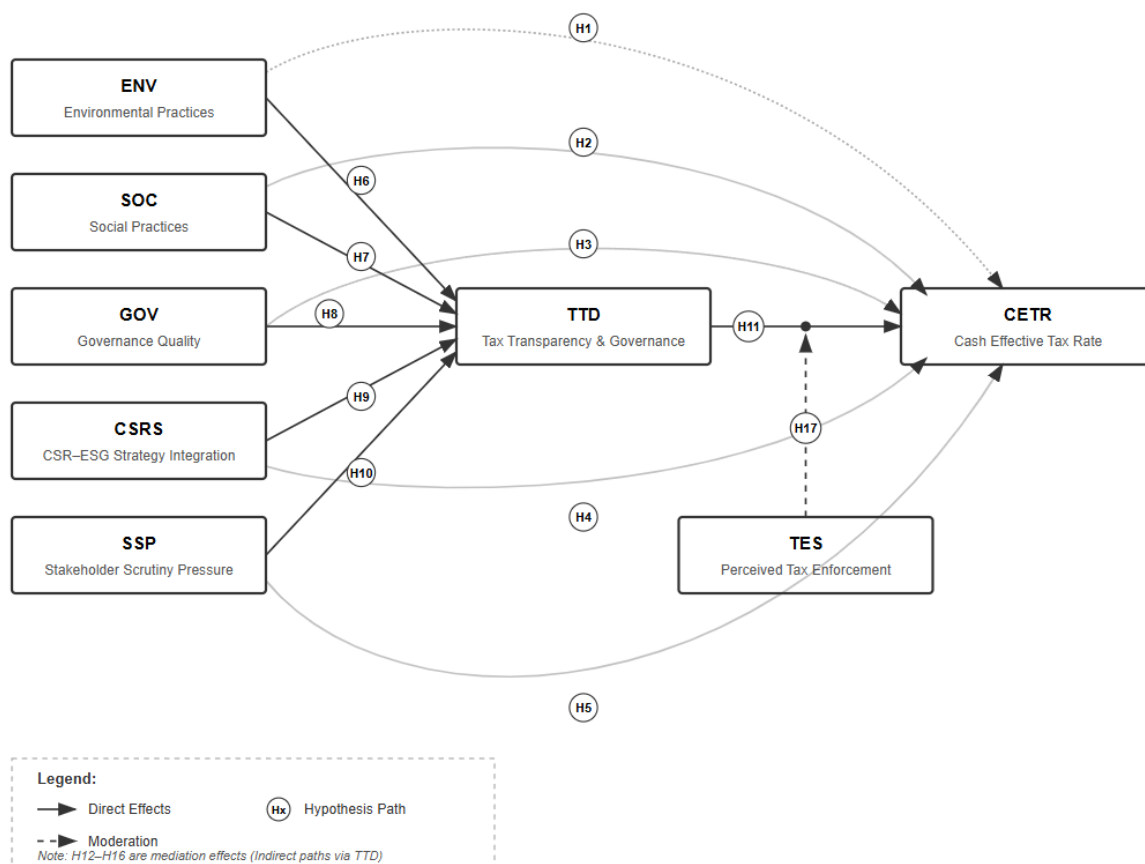 H1
ENV
Environmental Practices
H2
H6
SOC
Social Practices
H3
H7
GOV
Governance Quality
H8
TTD
Tax Transparency & Governance
H11
CETR
Cash Effective Tax Rate
H9
CSRS
CSR–ESG Strategy Integration
H17
H10
H4
SSP
Stakeholder Scrutiny Pressure
TES
Perceived Tax Enforcement
H5
Legend:
Direct Effects
Hx Hypothesis Path
Moderation
Note: H12–H16 are mediation effects (Indirect paths via TTD)